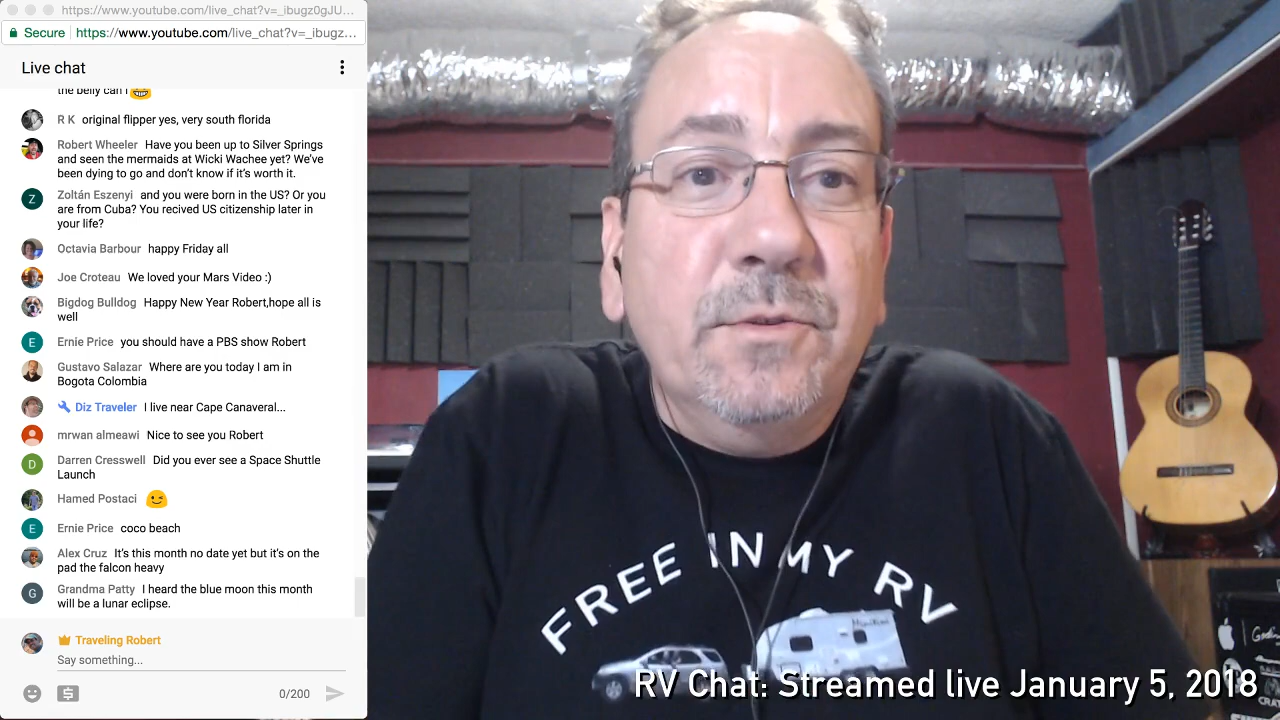 https://www.youtube.com/live_chat?v=_ibugz0gJU...
Secure https://www.youtube.com/live_chat?v=_ibugz...
Live chat
the belly can I
R K original flipper yes, very south florida
Robert Wheeler Have you been up to Silver Springs
and seen the mermaids at Wicki Wachee yet? We've
been dying to go and don't know if it's worth it.
Z Zoltán Eszenyi and you were born in the US? Or you
are from Cuba? You recived US citizenship later in
your life?
Octavia Barbour happy Friday all
Joe Croteau We loved your Mars Video :)
Bigdog Bulldog Happy New Year Robert,hope all is
well
E Ernie Price you should have a PBS show Robert
Gustavo Salazar Where are you today I am in
Bogota Colombia
Diz Traveler I live near Cape Canaveral...
mrwan almeawi Nice to see you Robert
D Darren Cresswell Did you ever see a Space Shuttle
Launch
Hamed Postaci
E Ernie Price coco beach
Alex Cruz It's this month no date yet but it's on the
pad the falcon heavy
G Grandma Patty I heard the blue moon this month
will be a lunar eclipse.
Traveling Robert
Say something...
0/200
FREE IN MY RV
RV Chat: Streamed live January 5, 2018